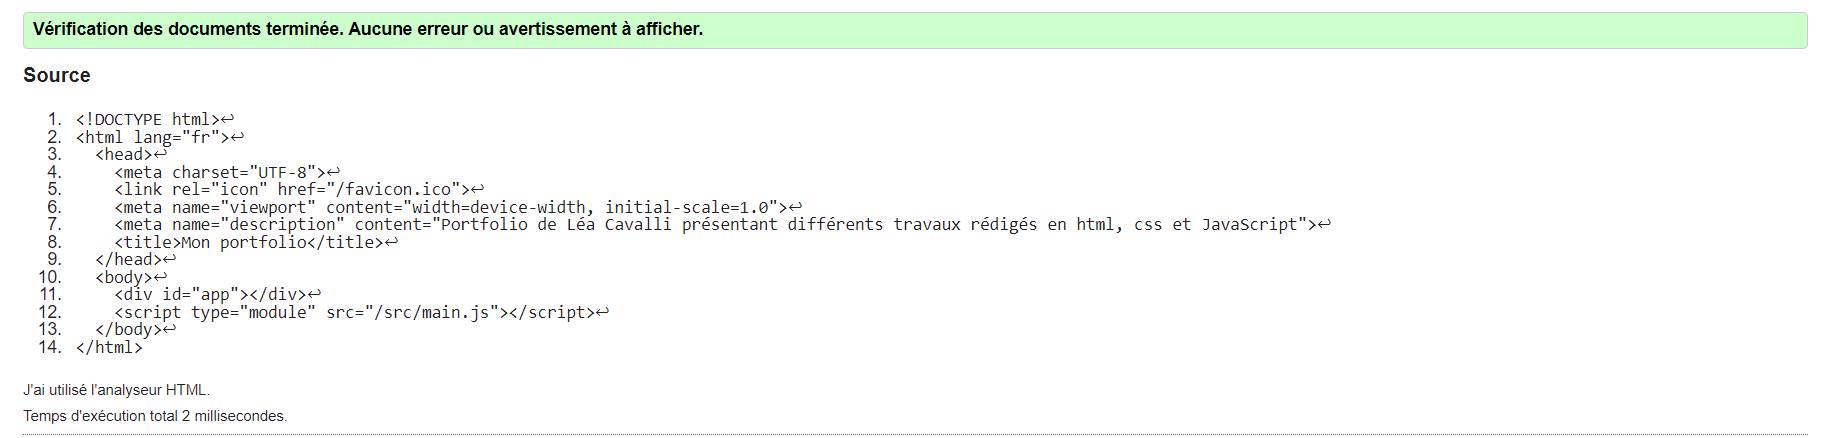 Vérification des documents terminée. Aucune erreur ou avertissement à afficher.
Source
1. <!DOCTYPE html>↩
2. <html lang="fr">↩
3.   <head>↩
4.     <meta charset="UTF-8">↩
5.     <link rel="icon" href="/favicon.ico">↩
6.     <meta name="viewport" content="width=device-width, initial-scale=1.0">↩
7.     <meta name="description" content="Portfolio de Léa Cavalli présentant différents travaux rédigés en html, css et JavaScript">↩
8.     <title>Mon portfolio</title>↩
9.   </head>↩
10.   <body>↩
11.     <div id="app"></div>↩
12.     <script type="module" src="/src/main.js"></script>↩
13.   </body>↩
14. </html>
J'ai utilisé l'analyseur HTML.
Temps d'exécution total 2 millisecondes.